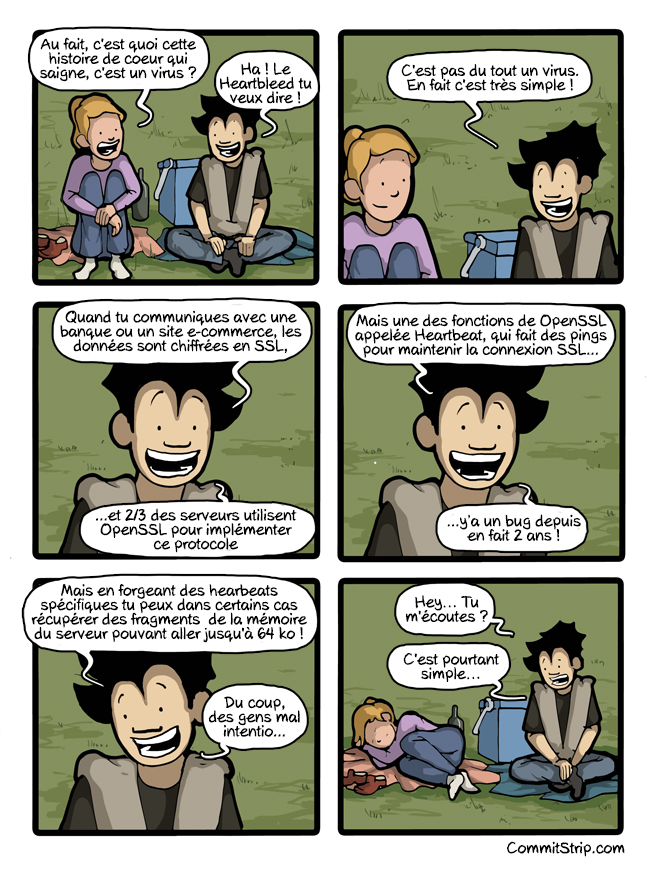 Au fait, c'est quoi cette
histoire de coeur qui
saigne, c'est un virus ?
Ha ! Le
Heartbleed tu
veux dire !
C'est pas du tout un virus.
En fait c'est très simple !
Quand tu communiques avec une
banque ou un site e-commerce, les
données sont chiffrées en SSL,
...et 2/3 des serveurs utilisent
OpenSSL pour implémenter
ce protocole
Mais une des fonctions de OpenSSL
appelée Heartbeat, qui fait des pings
pour maintenir la connexion SSL...
...y'a un bug depuis
en fait 2 ans !
Mais en forgeant des hearbeats
spécifiques tu peux dans certains cas
récupérer des fragments de la mémoire
du serveur pouvant aller jusqu'à 64 ko !
Du coup,
des gens mal
intentio...
Hey... Tu
m'écoutes ?
C'est pourtant
simple...
CommitStrip.com